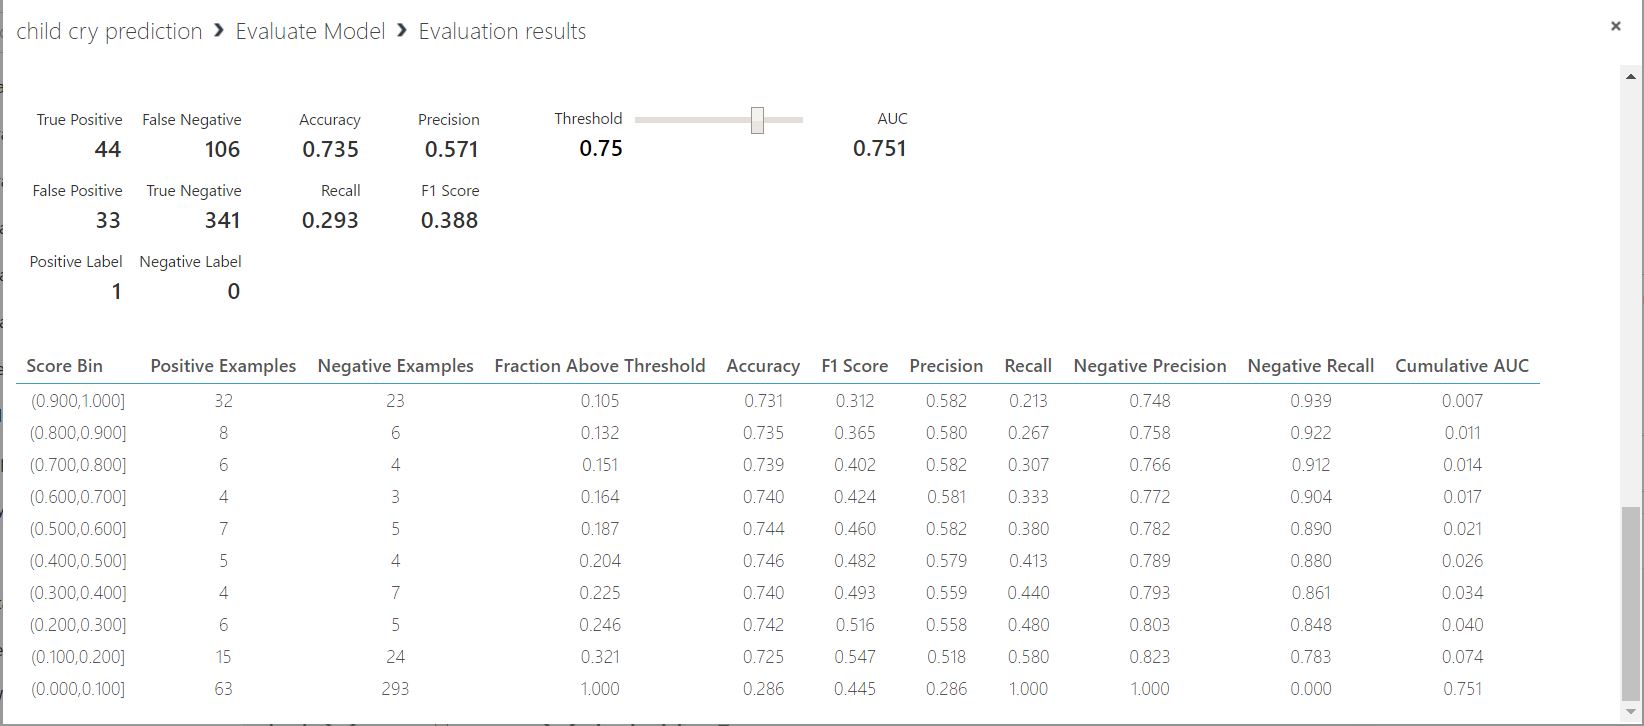 child cry prediction › Evaluate Model › Evaluation results
True Positive False Negative Accuracy Precision Threshold AUC
44 106 0.735 0.571 0.75 0.751
False Positive True Negative Recall F1 Score
33 341 0.293 0.388
Positive Label Negative Label
1 0
Score Bin Positive Examples Negative Examples Fraction Above Threshold Accuracy F1 Score Precision Recall Negative Precision Negative Recall Cumulative AUC
(0.900,1.000] 32 23 0.105 0.731 0.312 0.582 0.213 0.748 0.939 0.007
(0.800,0.900] 8 6 0.132 0.735 0.365 0.580 0.267 0.758 0.922 0.011
(0.700,0.800] 6 4 0.151 0.739 0.402 0.582 0.307 0.766 0.912 0.014
(0.600,0.700] 4 3 0.164 0.740 0.424 0.581 0.333 0.772 0.904 0.017
(0.500,0.600] 7 5 0.187 0.744 0.460 0.582 0.380 0.782 0.890 0.021
(0.400,0.500] 5 4 0.204 0.746 0.482 0.579 0.413 0.789 0.880 0.026
(0.300,0.400] 4 7 0.225 0.740 0.493 0.559 0.440 0.793 0.861 0.034
(0.200,0.300] 6 5 0.246 0.742 0.516 0.558 0.480 0.803 0.848 0.040
(0.100,0.200] 15 24 0.321 0.725 0.547 0.518 0.580 0.823 0.783 0.074
(0.000,0.100] 63 293 1.000 0.286 0.445 0.286 1.000 1.000 0.000 0.751